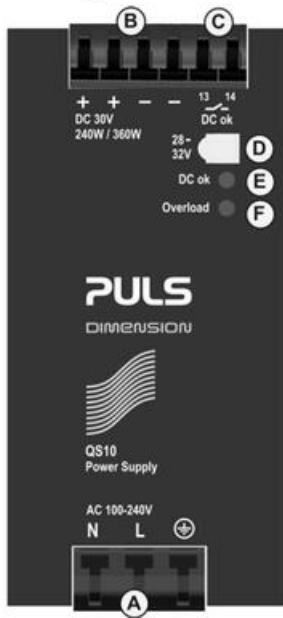 B
C
+ + – – 13 14
DC 30V
240W / 360W
DC ok
28-
32V
D
DC ok
E
Overload
F
PULS
DIMENSION
QS10
Power Supply
AC 100-240V
N L
A